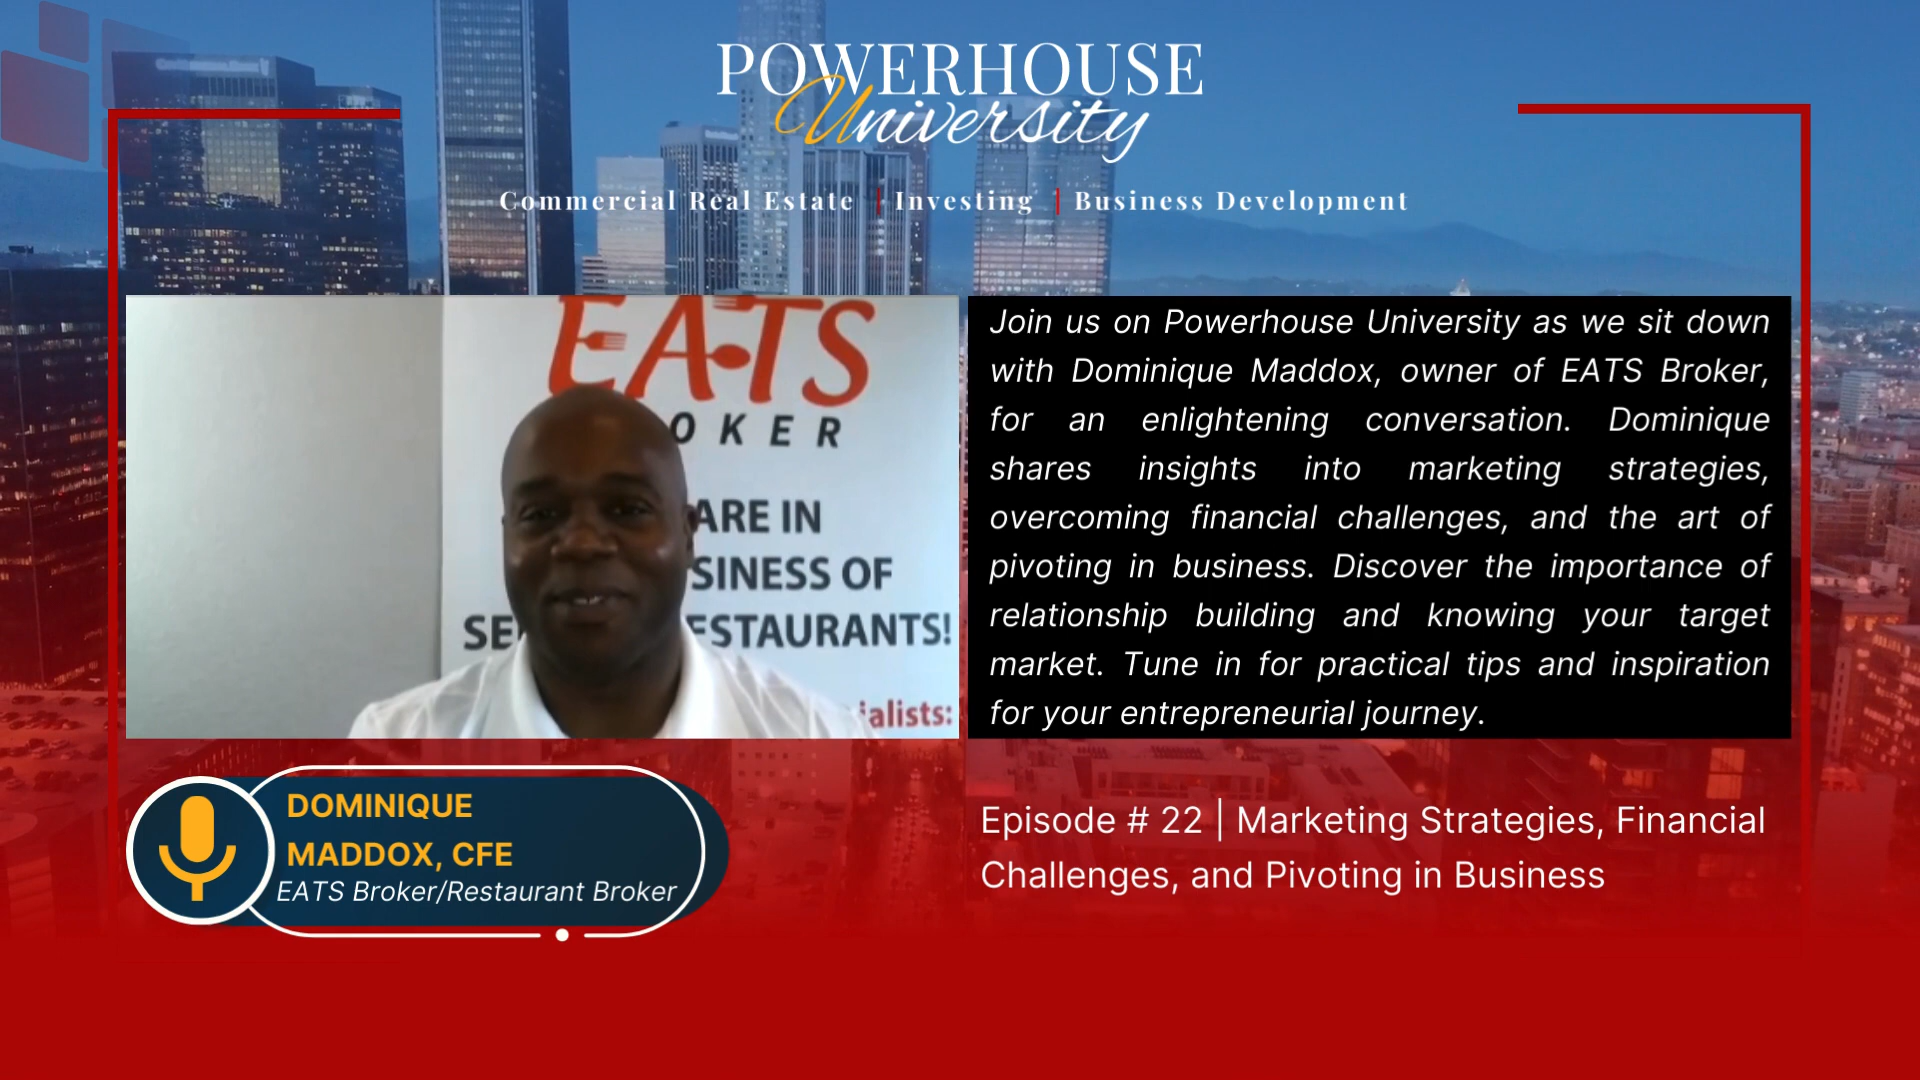 POWERHOUSE
University
Commercial Real Estate | Investing | Business Development
EATS
OKER
ARE IN
SINESS OF
SE ESTAURANTS!
ialists:
Join us on Powerhouse University as we sit down
with Dominique Maddox, owner of EATS Broker,
for an enlightening conversation. Dominique
shares insights into marketing strategies,
overcoming financial challenges, and the art of
pivoting in business. Discover the importance of
relationship building and knowing your target
market. Tune in for practical tips and inspiration
for your entrepreneurial journey.
DOMINIQUE
MADDOX, CFE
EATS Broker/Restaurant Broker
Episode # 22 | Marketing Strategies, Financial
Challenges, and Pivoting in Business